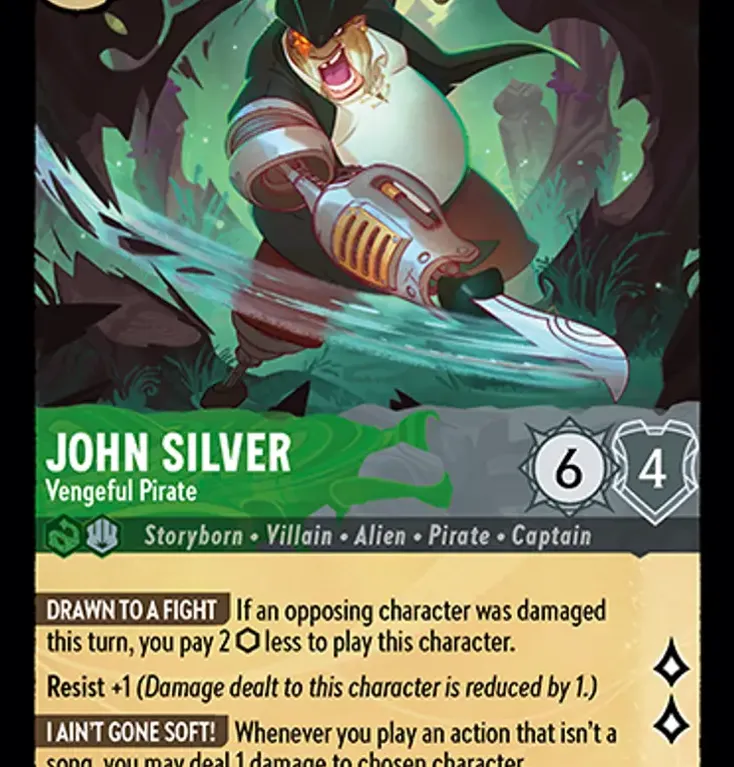 JOHN SILVER
Vengeful Pirate
6
4
Storyborn • Villain • Alien • Pirate • Captain
DRAWN TO A FIGHT If an opposing character was damaged
this turn, you pay 2 ⬡ less to play this character.
Resist +1 (Damage dealt to this character is reduced by 1.)
I AIN'T GONE SOFT! Whenever you play an action that isn't a
song, you may deal 1 damage to chosen character.